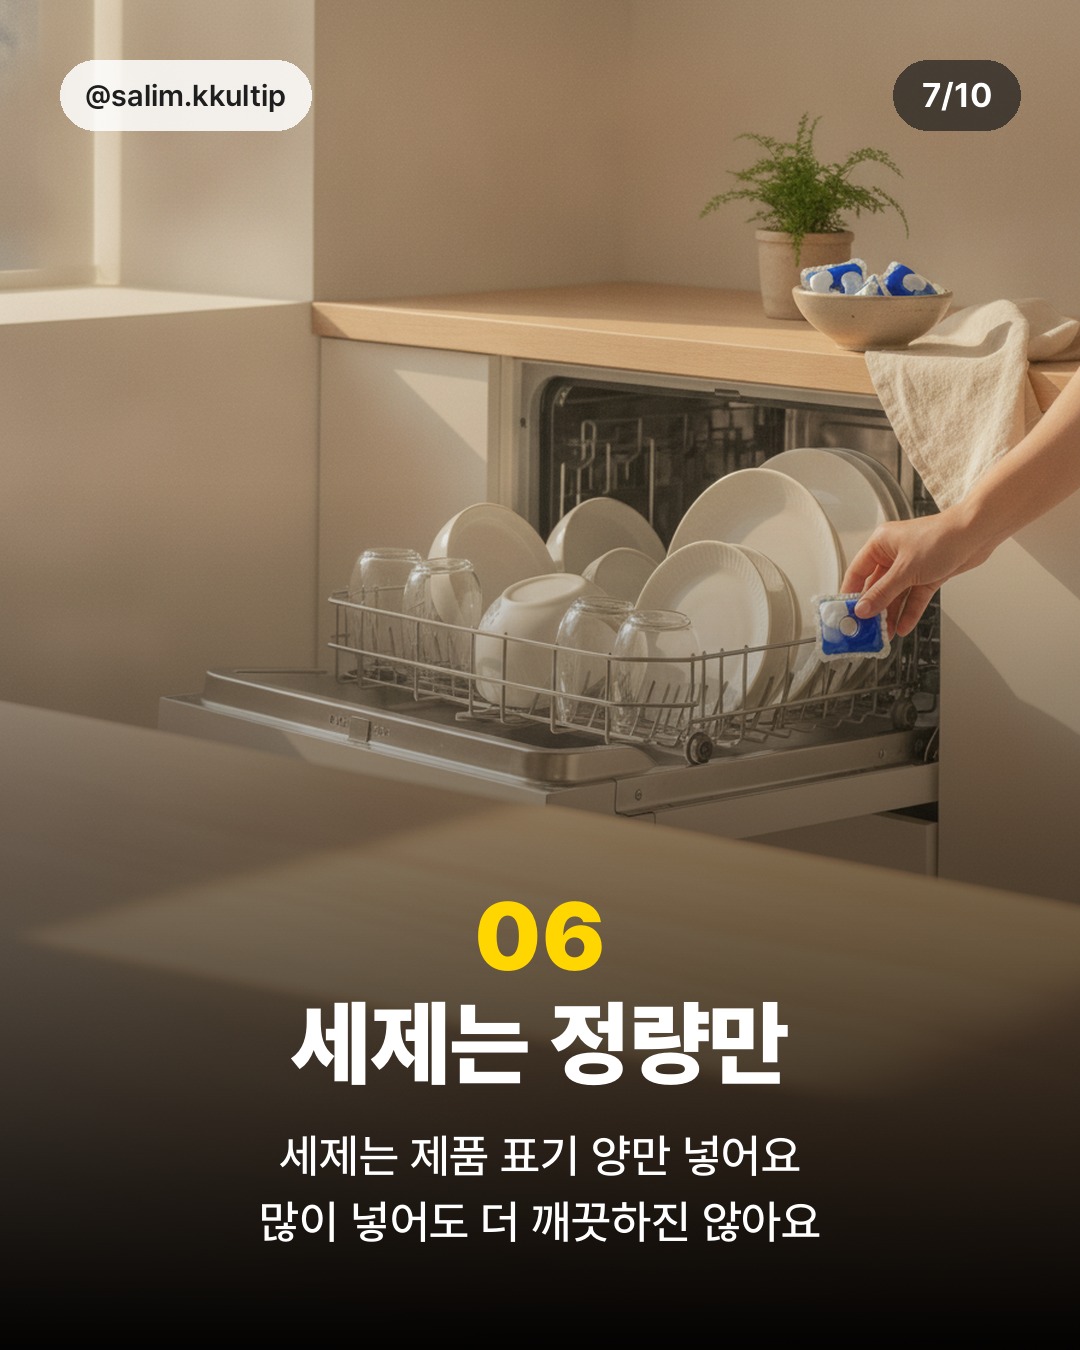 @salim.kkultip
7/10
06
세제는 정량만
세제는 제품 표기 양만 넣어요
많이 넣어도 더 깨끗하진 않아요